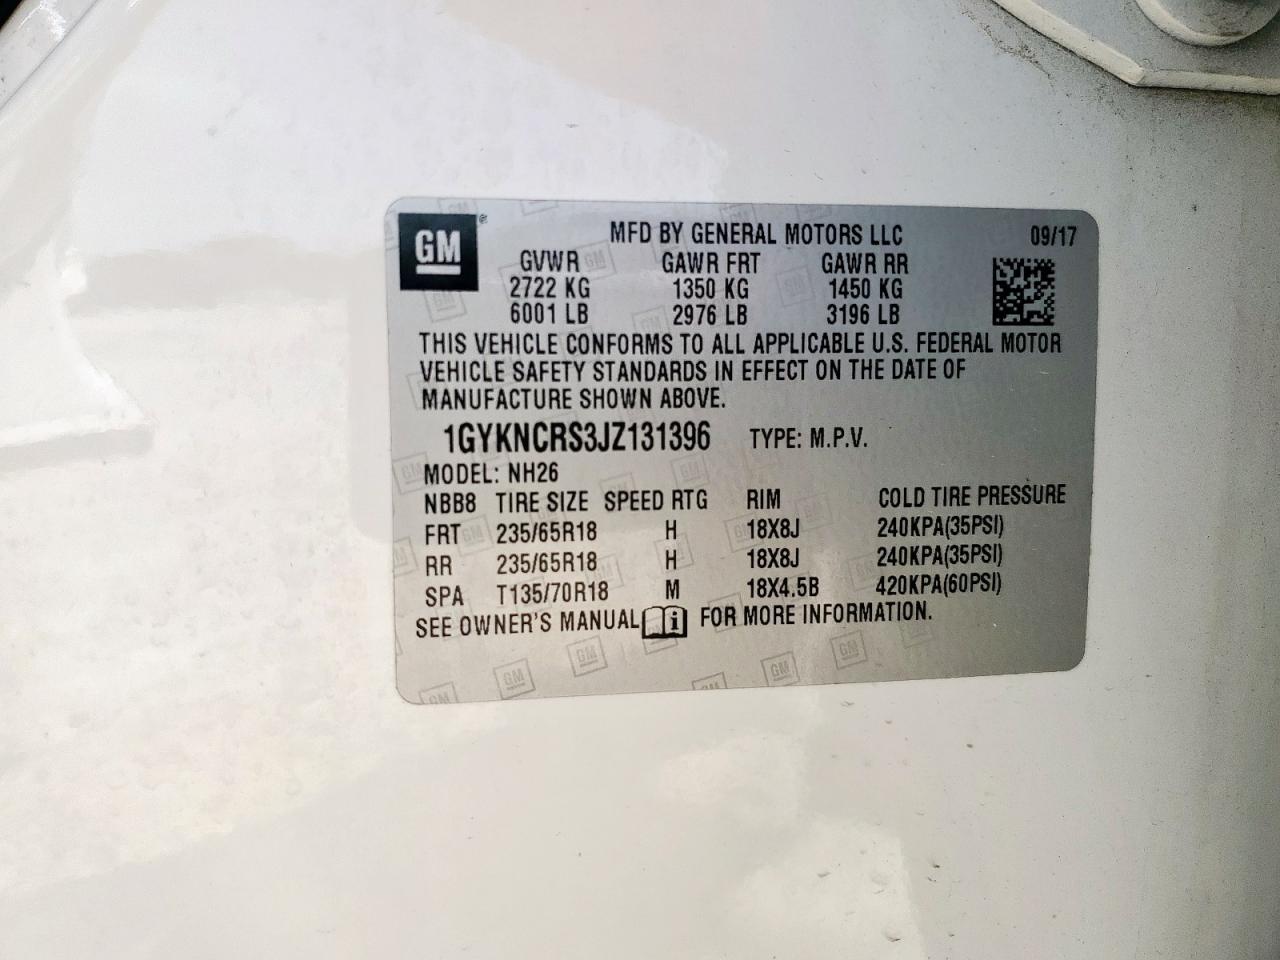 GM ® MFD BY GENERAL MOTORS LLC 09/17
GVWR GAWR FRT GAWR RR
2722 KG 1350 KG 1450 KG
6001 LB 2976 LB 3196 LB
THIS VEHICLE CONFORMS TO ALL APPLICABLE U.S. FEDERAL MOTOR
VEHICLE SAFETY STANDARDS IN EFFECT ON THE DATE OF
MANUFACTURE SHOWN ABOVE.
1GYKNCRS3JZ131396 TYPE: M.P.V.
MODEL: NH26
NBB8 TIRE SIZE SPEED RTG RIM COLD TIRE PRESSURE
FRT 235/65R18 H 18X8J 240KPA(35PSI)
RR 235/65R18 H 18X8J 240KPA(35PSI)
SPA T135/70R18 M 18X4.5B 420KPA(60PSI)
SEE OWNER'S MANUAL FOR MORE INFORMATION.